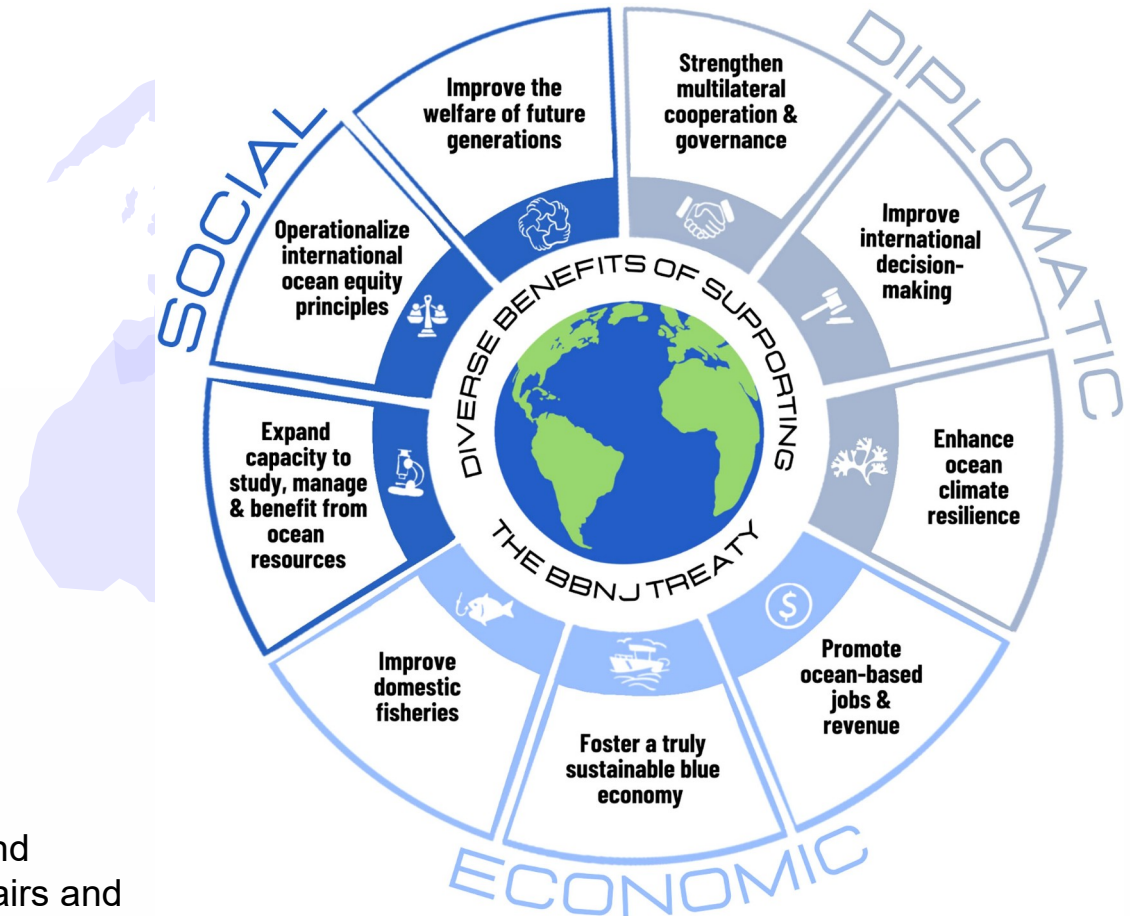 DIPLOMATIC
Strengthen
multilateral
cooperation &
governance
Improve
international
decision-
making
Enhance
ocean
climate
resilience
ECONOMIC
Promote
ocean-based
jobs &
revenue
$
Foster a truly
sustainable blue
economy
Improve
domestic
fisheries
SOCIAL
Expand
capacity to
study, manage
& benefit from
ocean
resources
Operationalize
international
ocean equity
principles
Improve the
welfare of future
generations
DIVERSE BENEFITS OF SUPPORTING
THE BBNJ TREATY
and